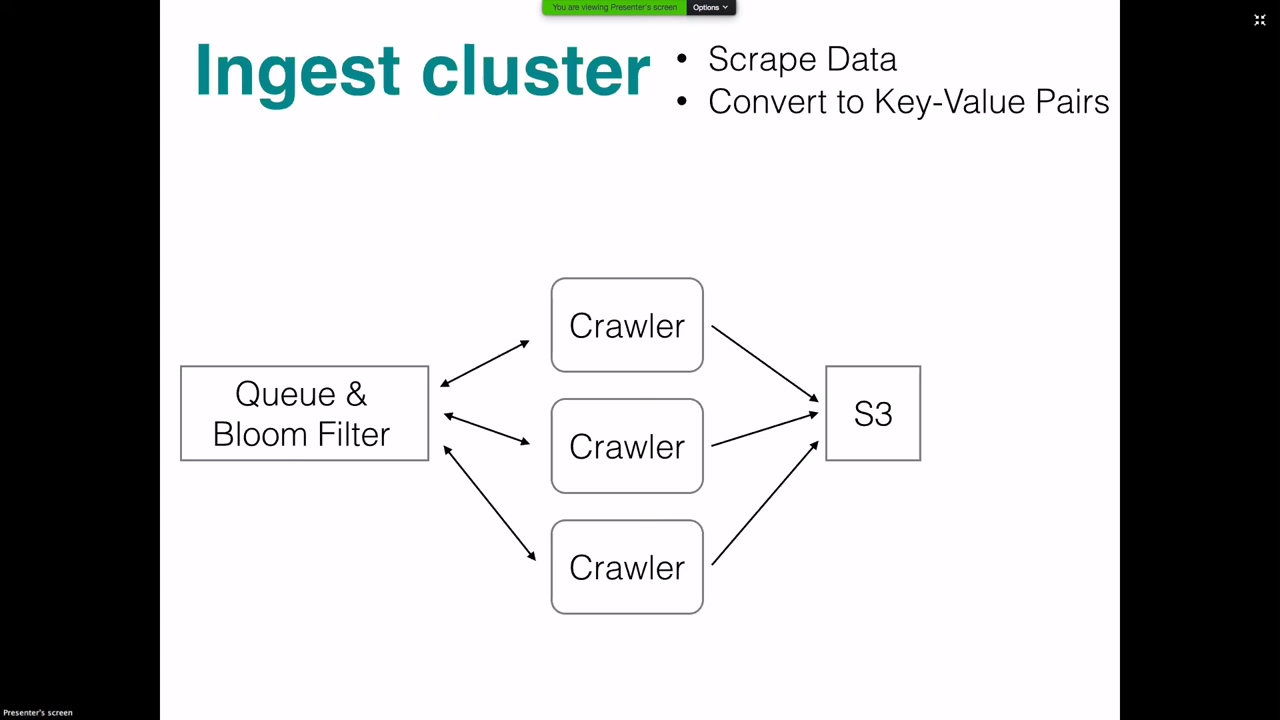 You are viewing Presenter's screen Options
Ingest cluster
• Scrape Data
• Convert to Key-Value Pairs
Crawler
Queue &
Bloom Filter
Crawler
S3
Crawler
Presenter's screen